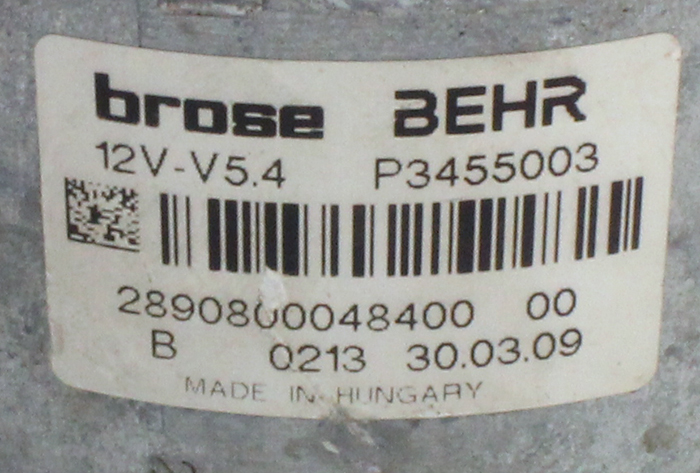 brose BEHR
12V-V5.4 P3455003
2890800048400 00
B 0213 30.03.09
MADE IN HUNGARY